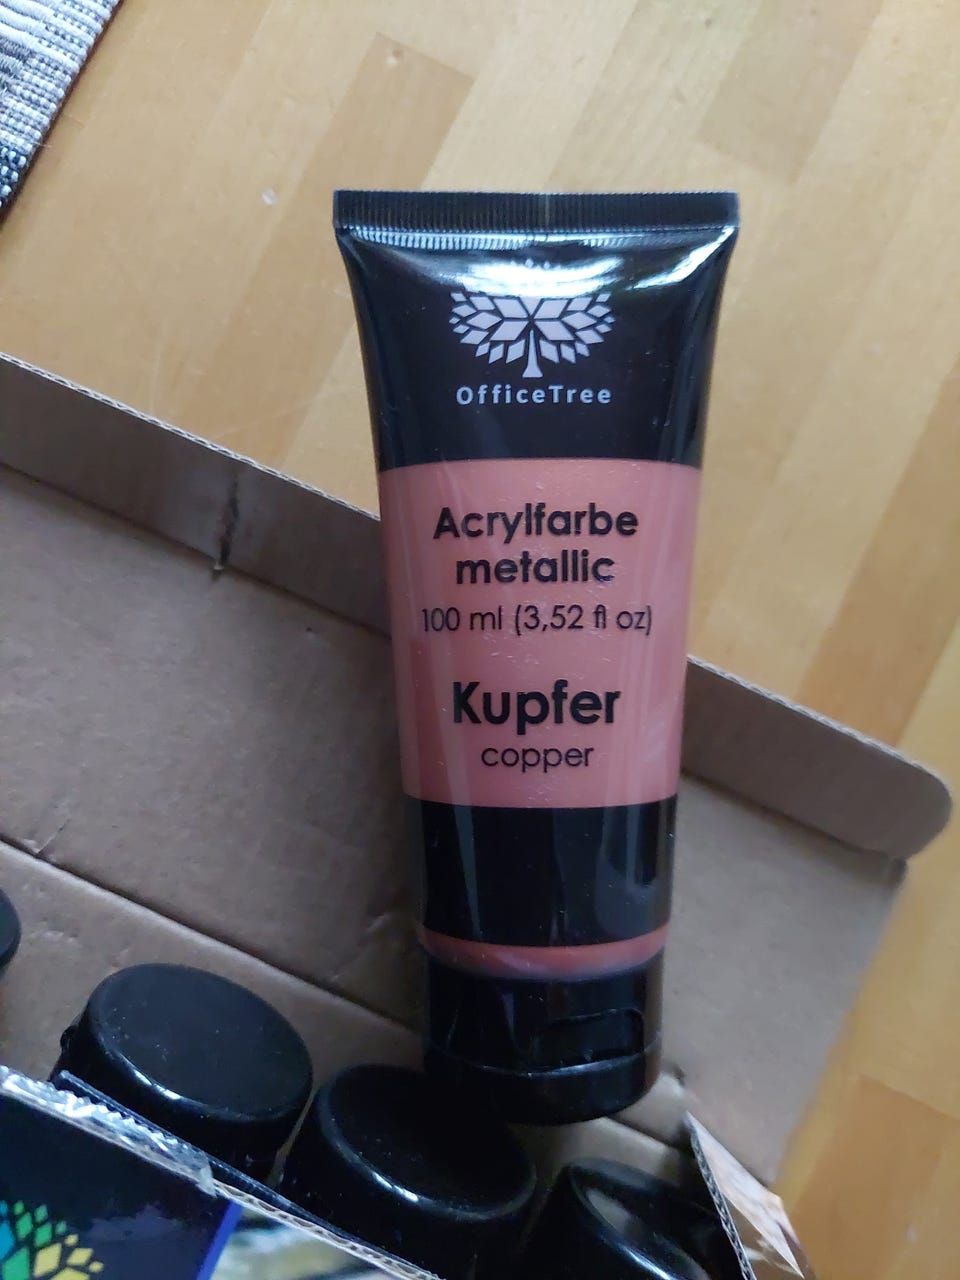 OfficeTree
Acrylfarbe
metallic
100 ml (3,52 fl oz)
Kupfer
copper